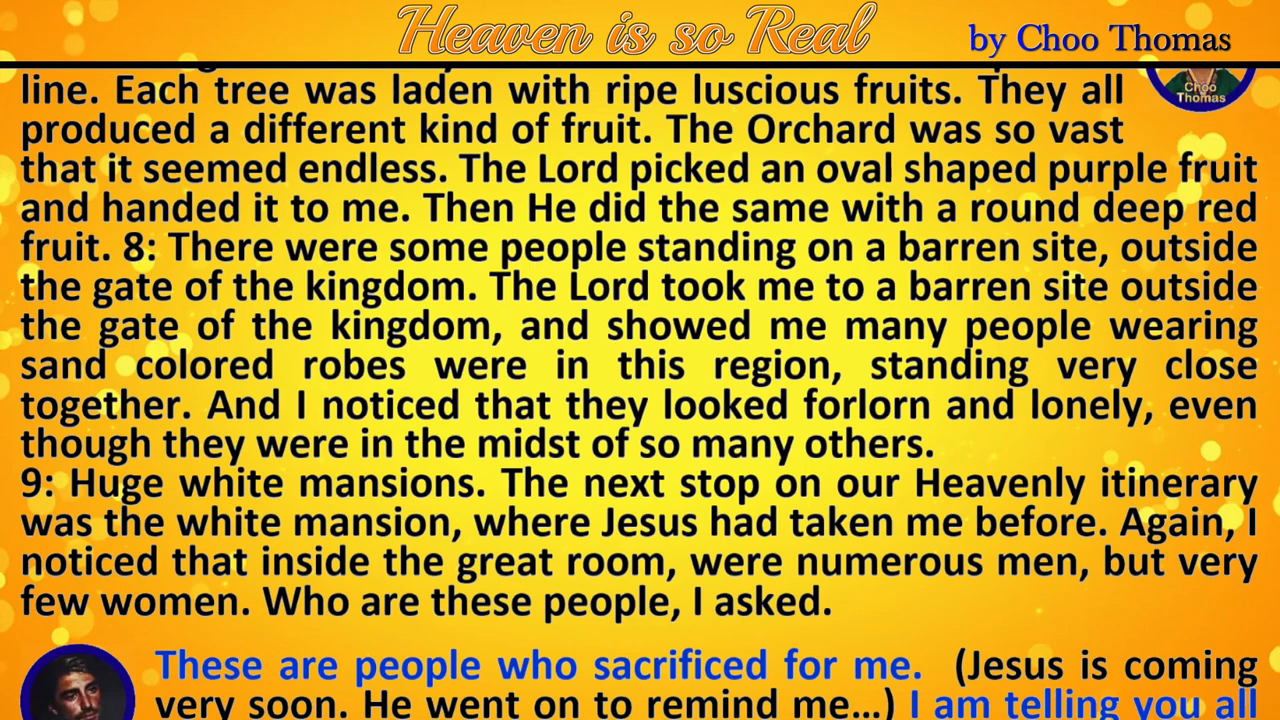 Heaven is so Real by Choo Thomas
line. Each tree was laden with ripe luscious fruits. They all
Choo
Thomas
produced a different kind of fruit. The Orchard was so vast
that it seemed endless. The Lord picked an oval shaped purple fruit
and handed it to me. Then He did the same with a round deep red
fruit. 8: There were some people standing on a barren site, outside
the gate of the kingdom. The Lord took me to a barren site outside
the gate of the kingdom, and showed me many people wearing
sand colored robes were in this region, standing very close
together. And I noticed that they looked forlorn and lonely, even
though they were in the midst of so many others.
9: Huge white mansions. The next stop on our Heavenly itinerary
was the white mansion, where Jesus had taken me before. Again, I
noticed that inside the great room, were numerous men, but very
few women. Who are these people, I asked.
These are people who sacrificed for me. (Jesus is coming
very soon. He went on to remind me…) I am telling you all